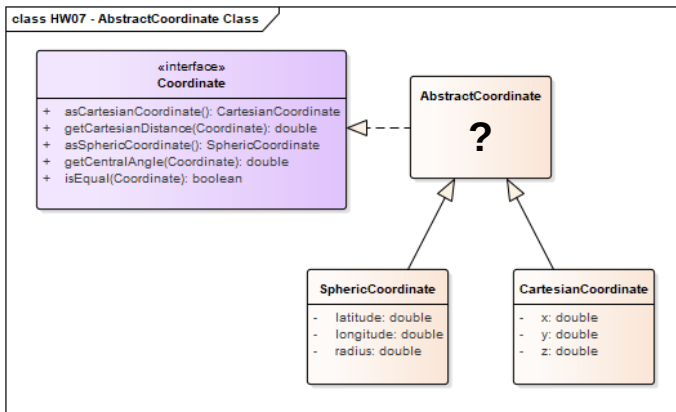 class HW07 - AbstractCoordinate Class
«interface»
Coordinate
+ asCartesianCoordinate(): CartesianCoordinate
+ getCartesianDistance(Coordinate): double
+ asSphericCoordinate(): SphericCoordinate
+ getCentralAngle(Coordinate): double
+ isEqual(Coordinate): boolean
AbstractCoordinate
?
SphericCoordinate
- latitude: double
- longitude: double
- radius: double
CartesianCoordinate
- x: double
- y: double
- z: double